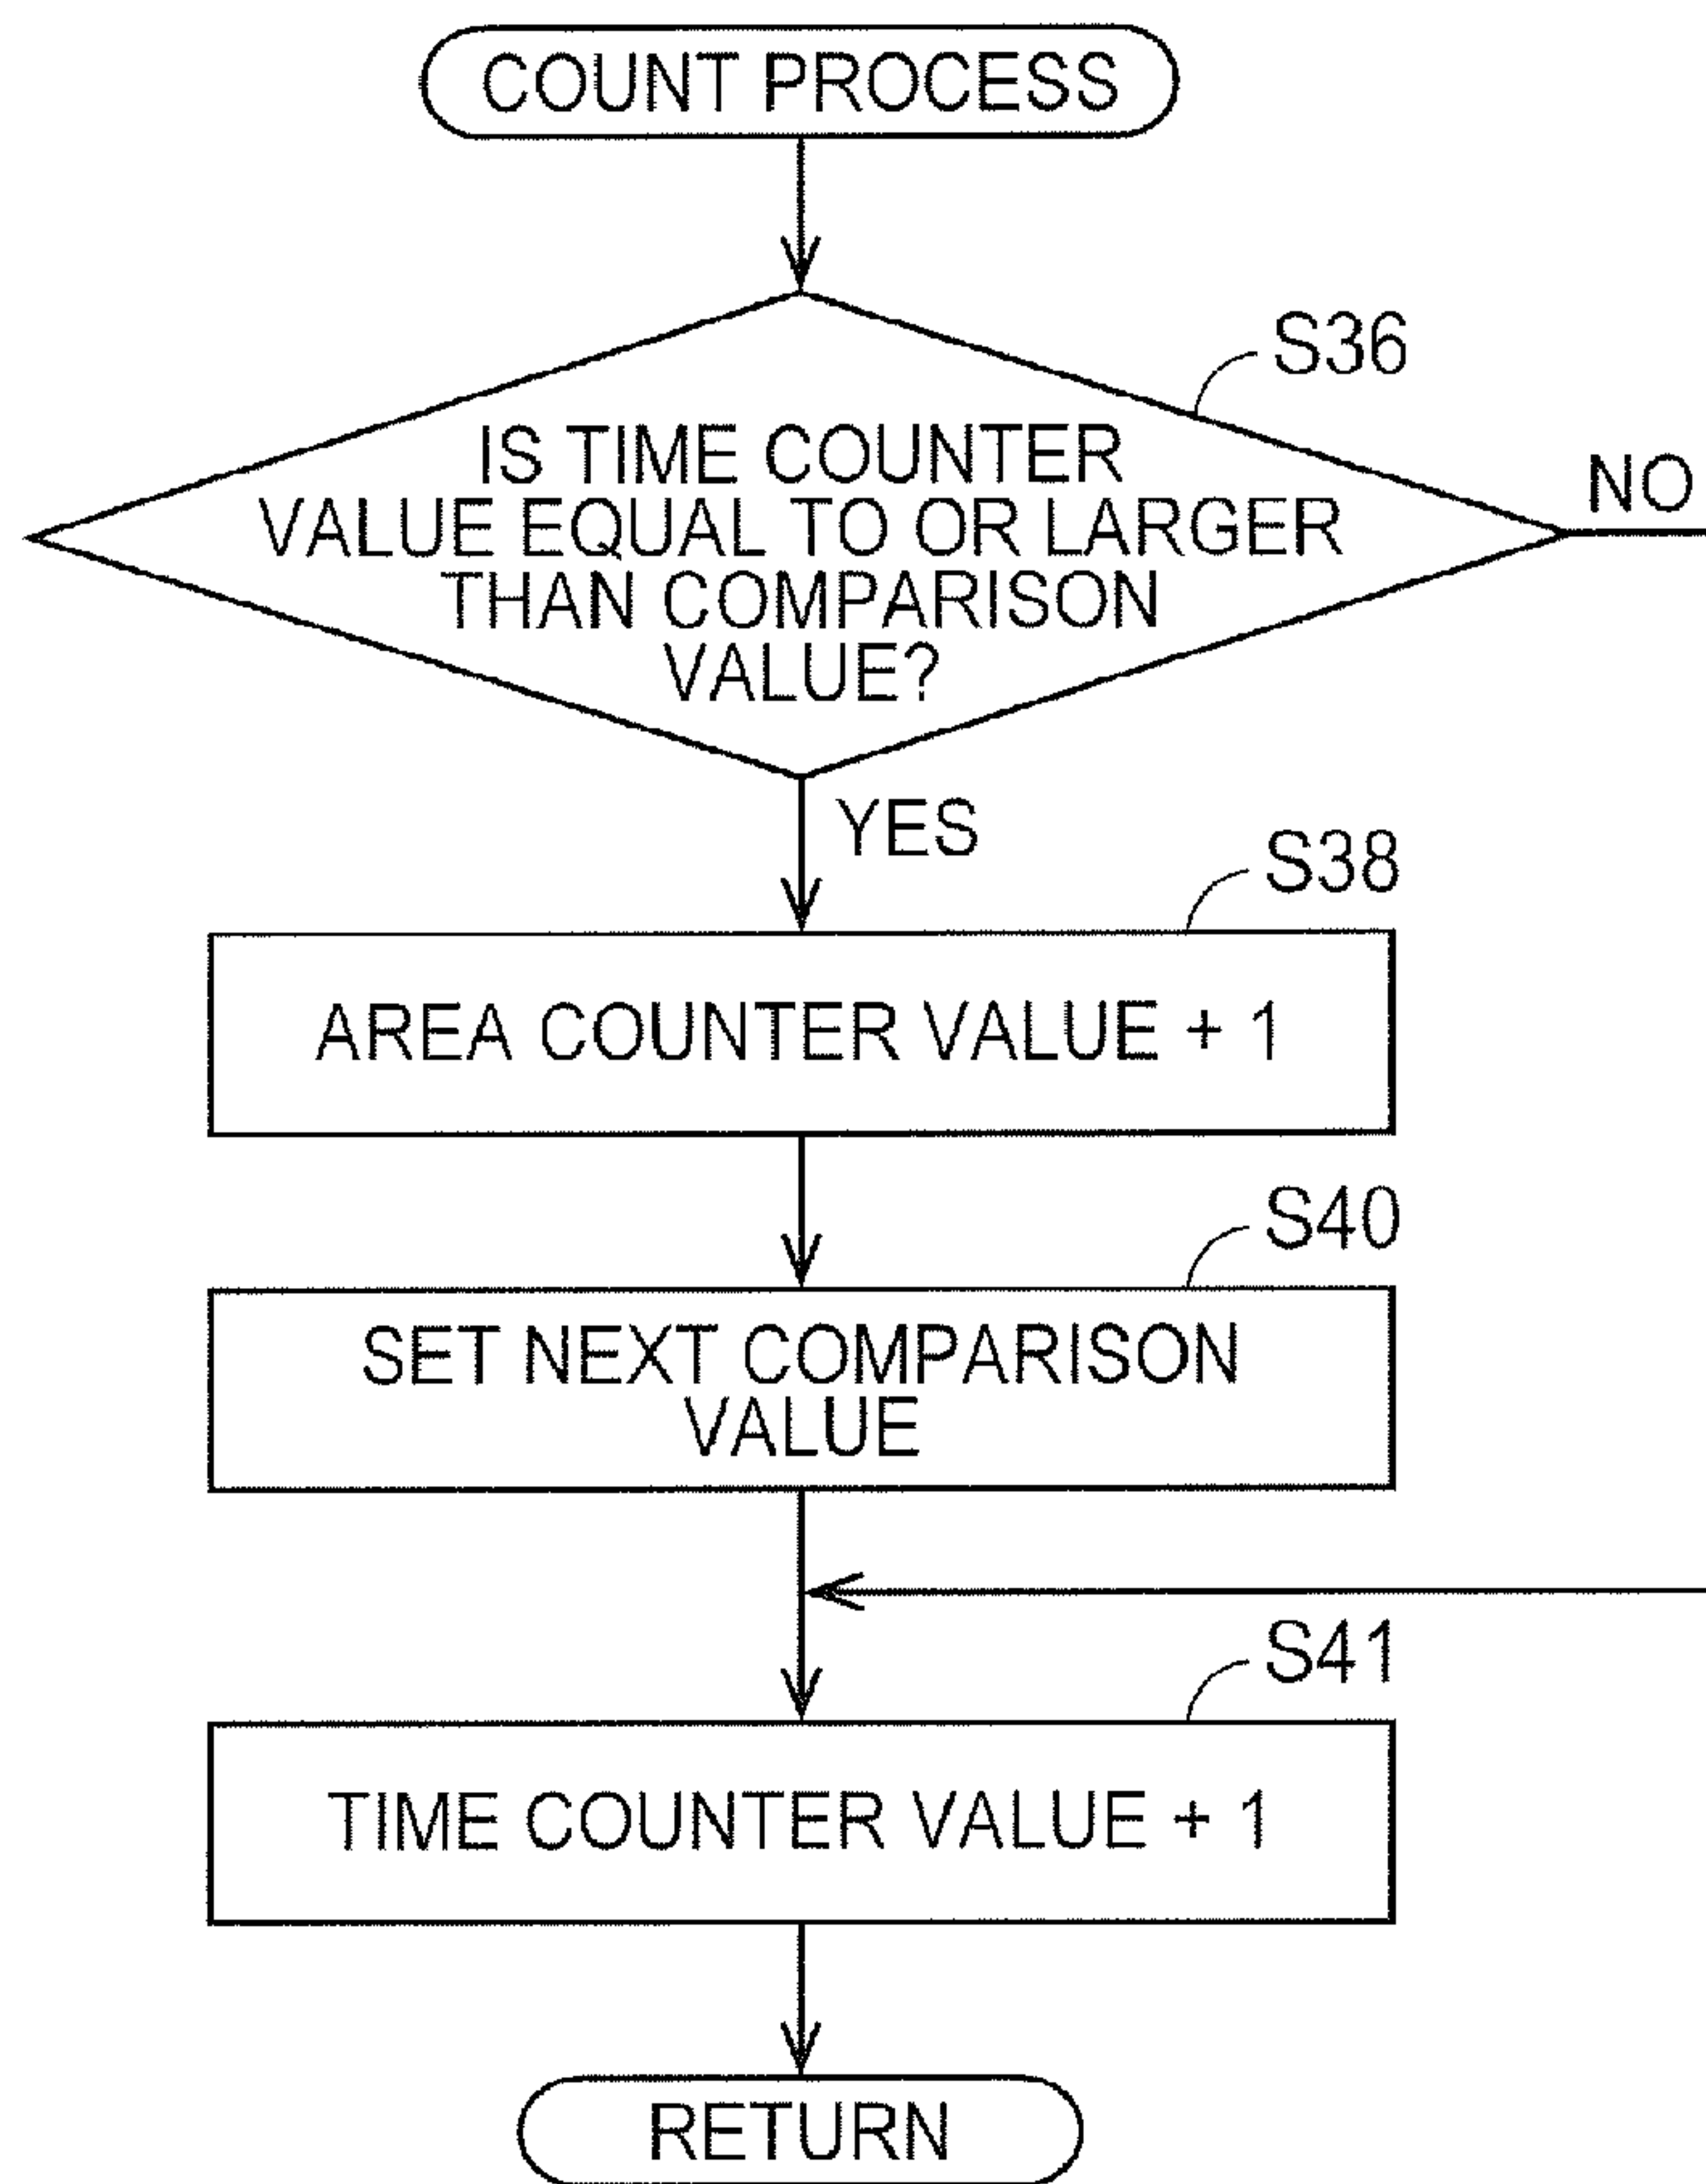 COUNT PROCESS
S36
IS TIME COUNTER
VALUE EQUAL TO OR LARGER
THAN COMPARISON
VALUE?
NO
YES
S38
AREA COUNTER VALUE + 1
S40
SET NEXT COMPARISON
VALUE
S41
TIME COUNTER VALUE + 1
RETURN